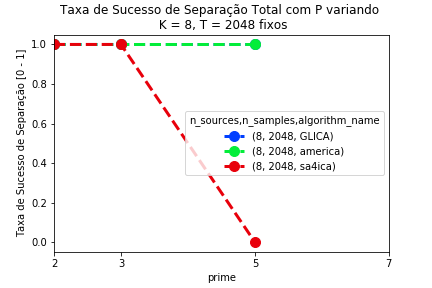 Taxa de Sucesso de Separação Total com P variando
K = 8, T = 2048 fixos
Taxa de Sucesso de Separação [0 - 1]
1.0
0.8
0.6
0.4
0.2
0.0
n_sources,n_samples,algorithm_name
(8, 2048, GLICA)
(8, 2048, america)
(8, 2048, sa4ica)
2
3
5
7
prime